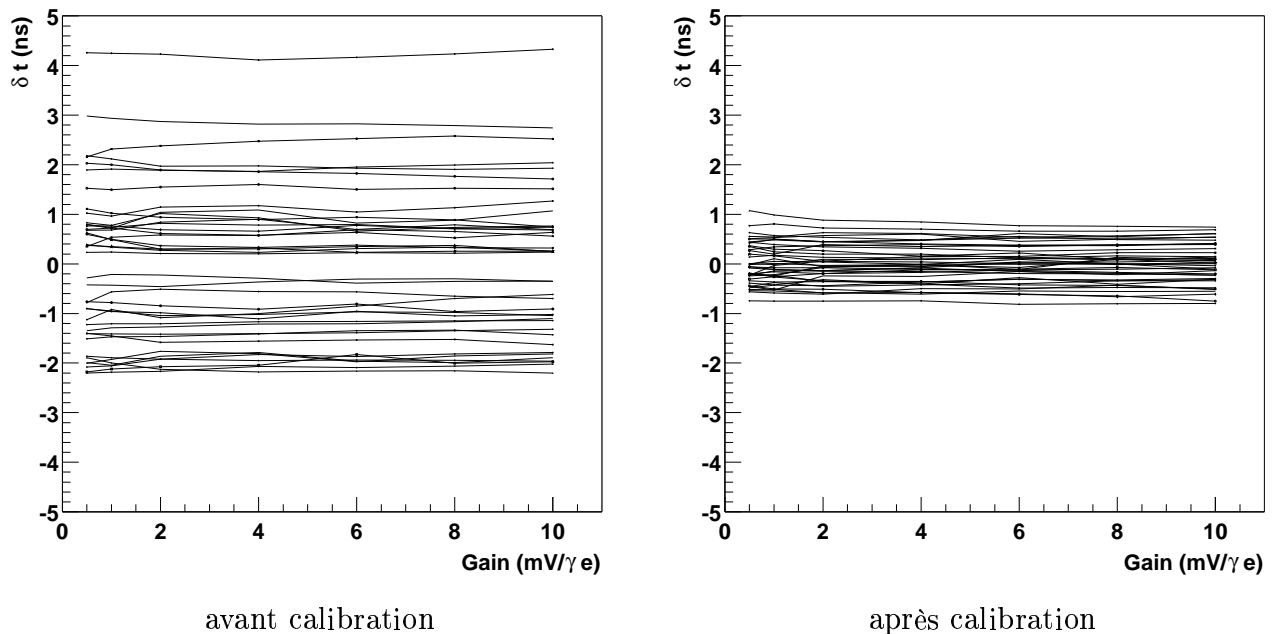 δ t (ns)
5
4
3
2
1
0
-1
-2
-3
-4
-5
0 2 4 6 8 10
Gain (mV/γ e)
avant calibration
δ t (ns)
5
4
3
2
1
0
-1
-2
-3
-4
-5
0 2 4 6 8 10
Gain (mV/γ e)
après calibration